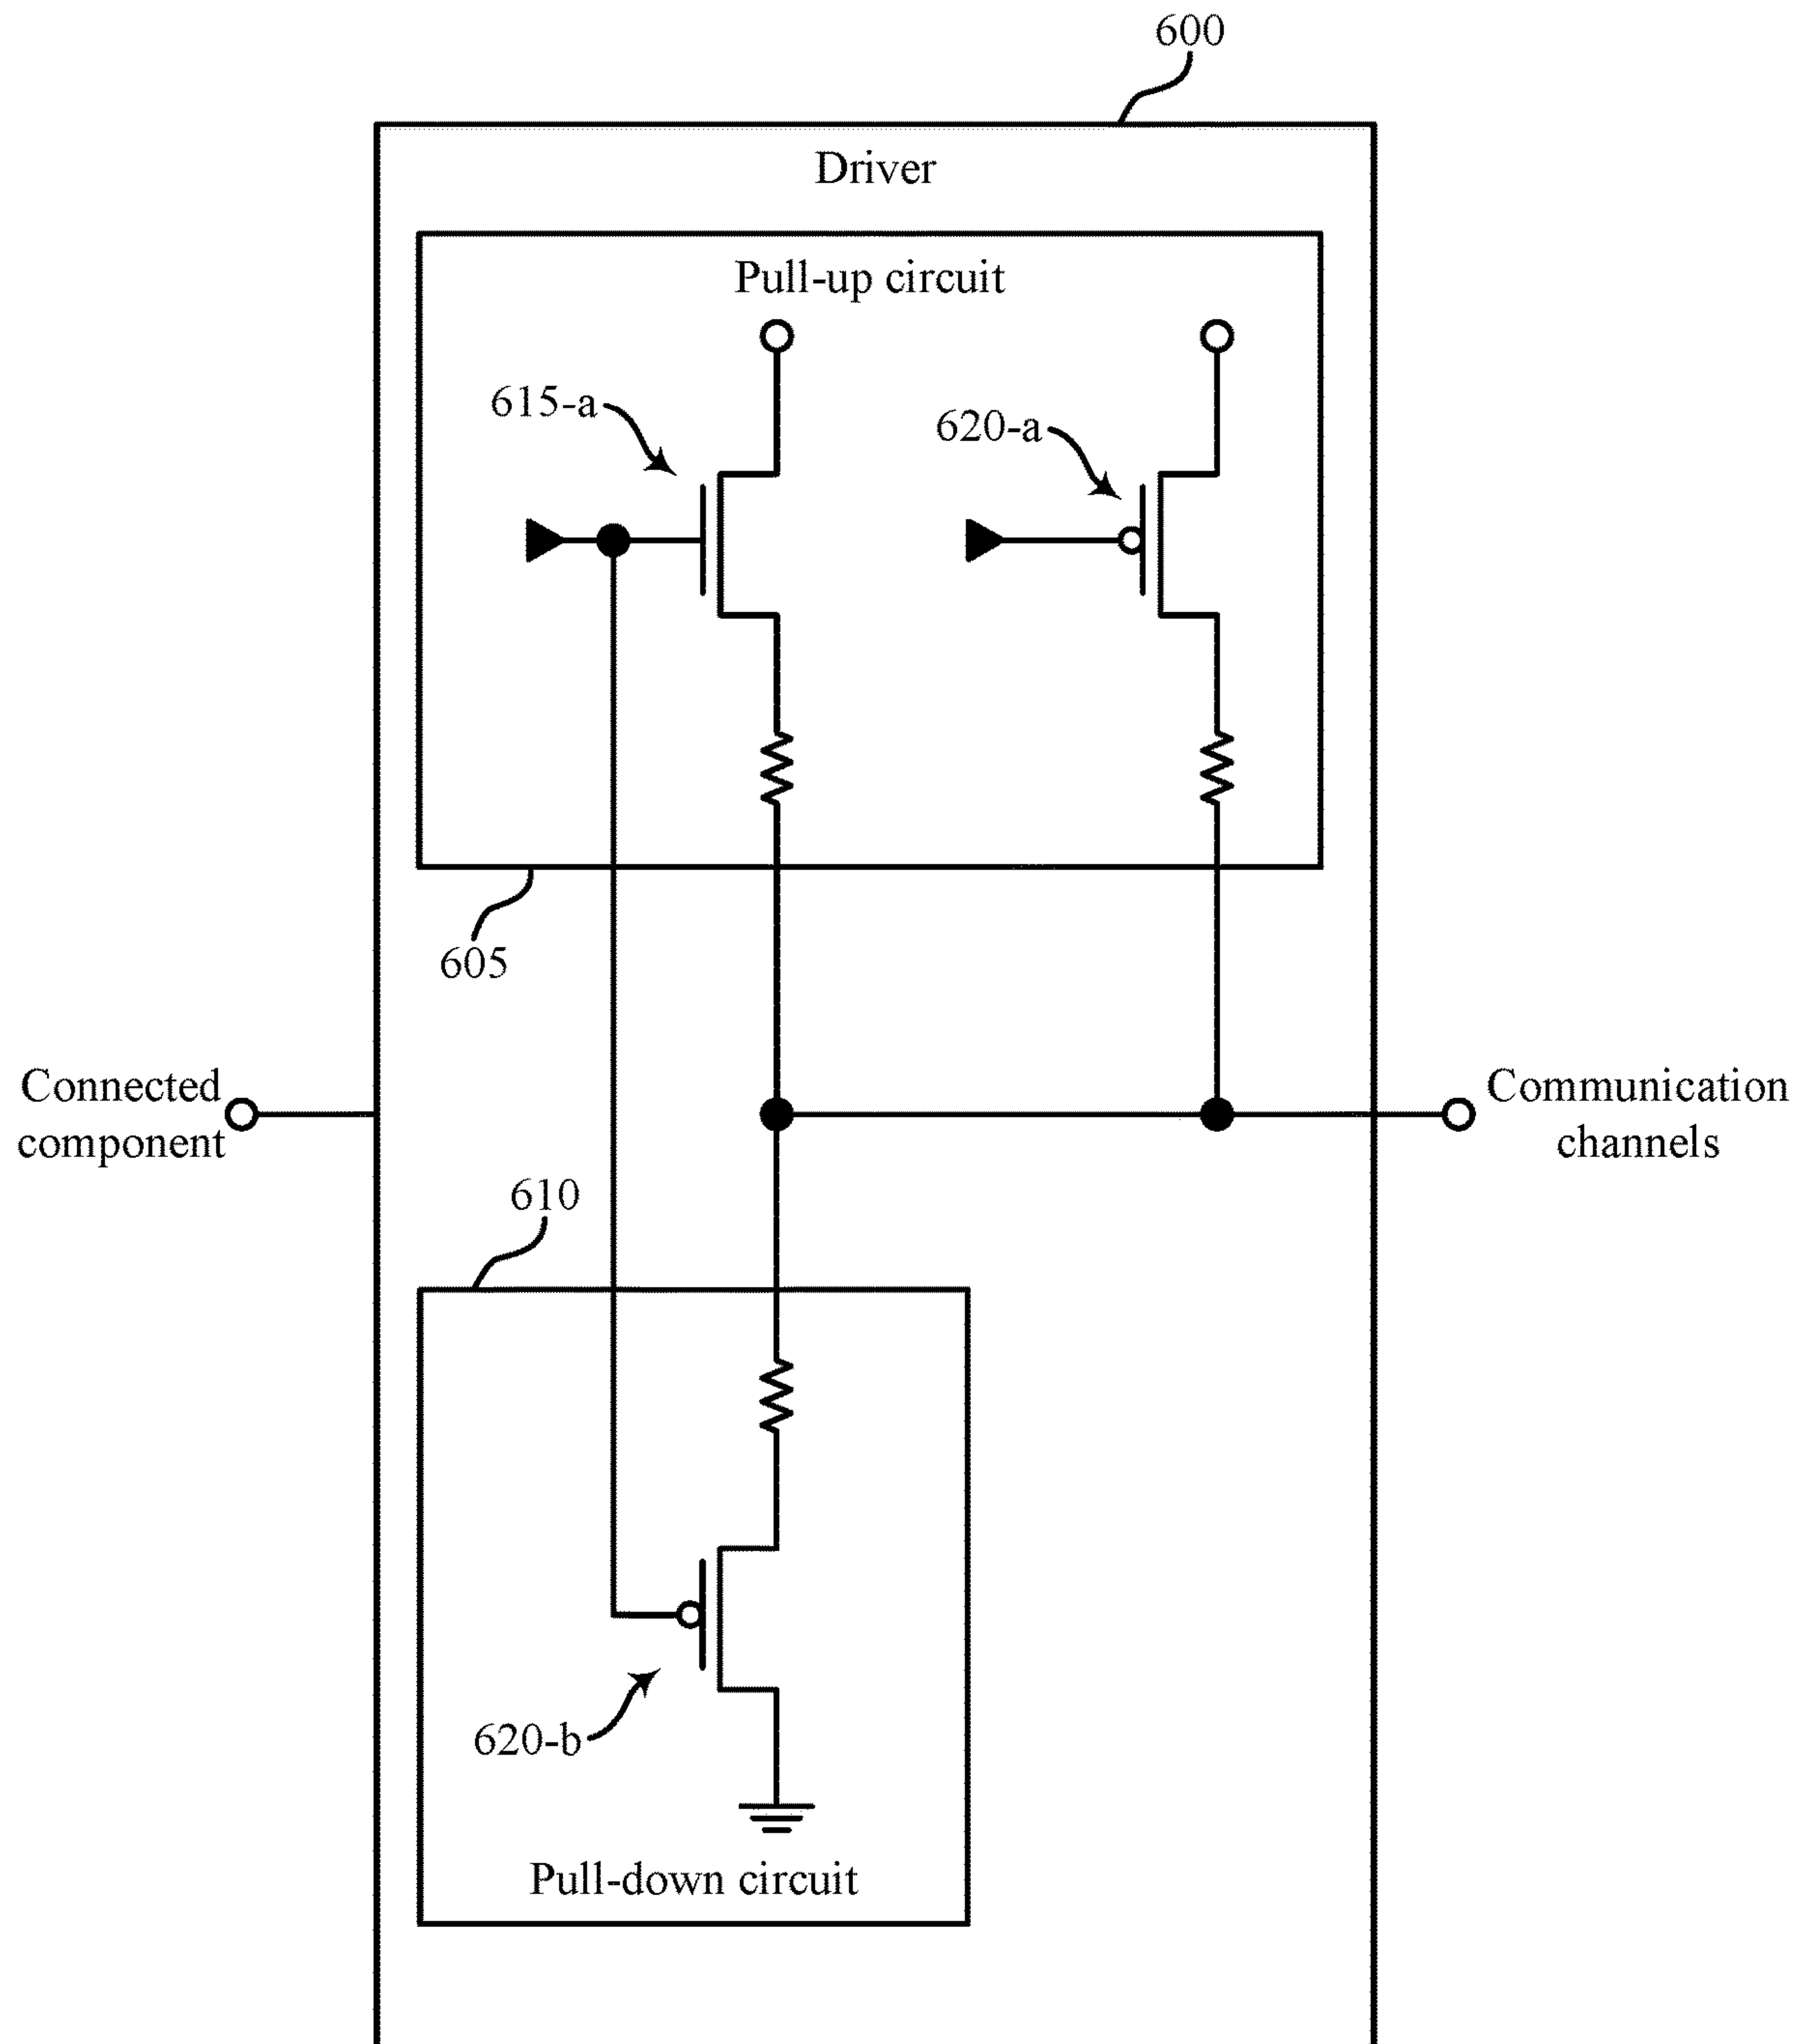 600
Driver
Pull-up circuit
615-a
620-a
605
Connected
component
Communication
channels
610
620-b
Pull-down circuit